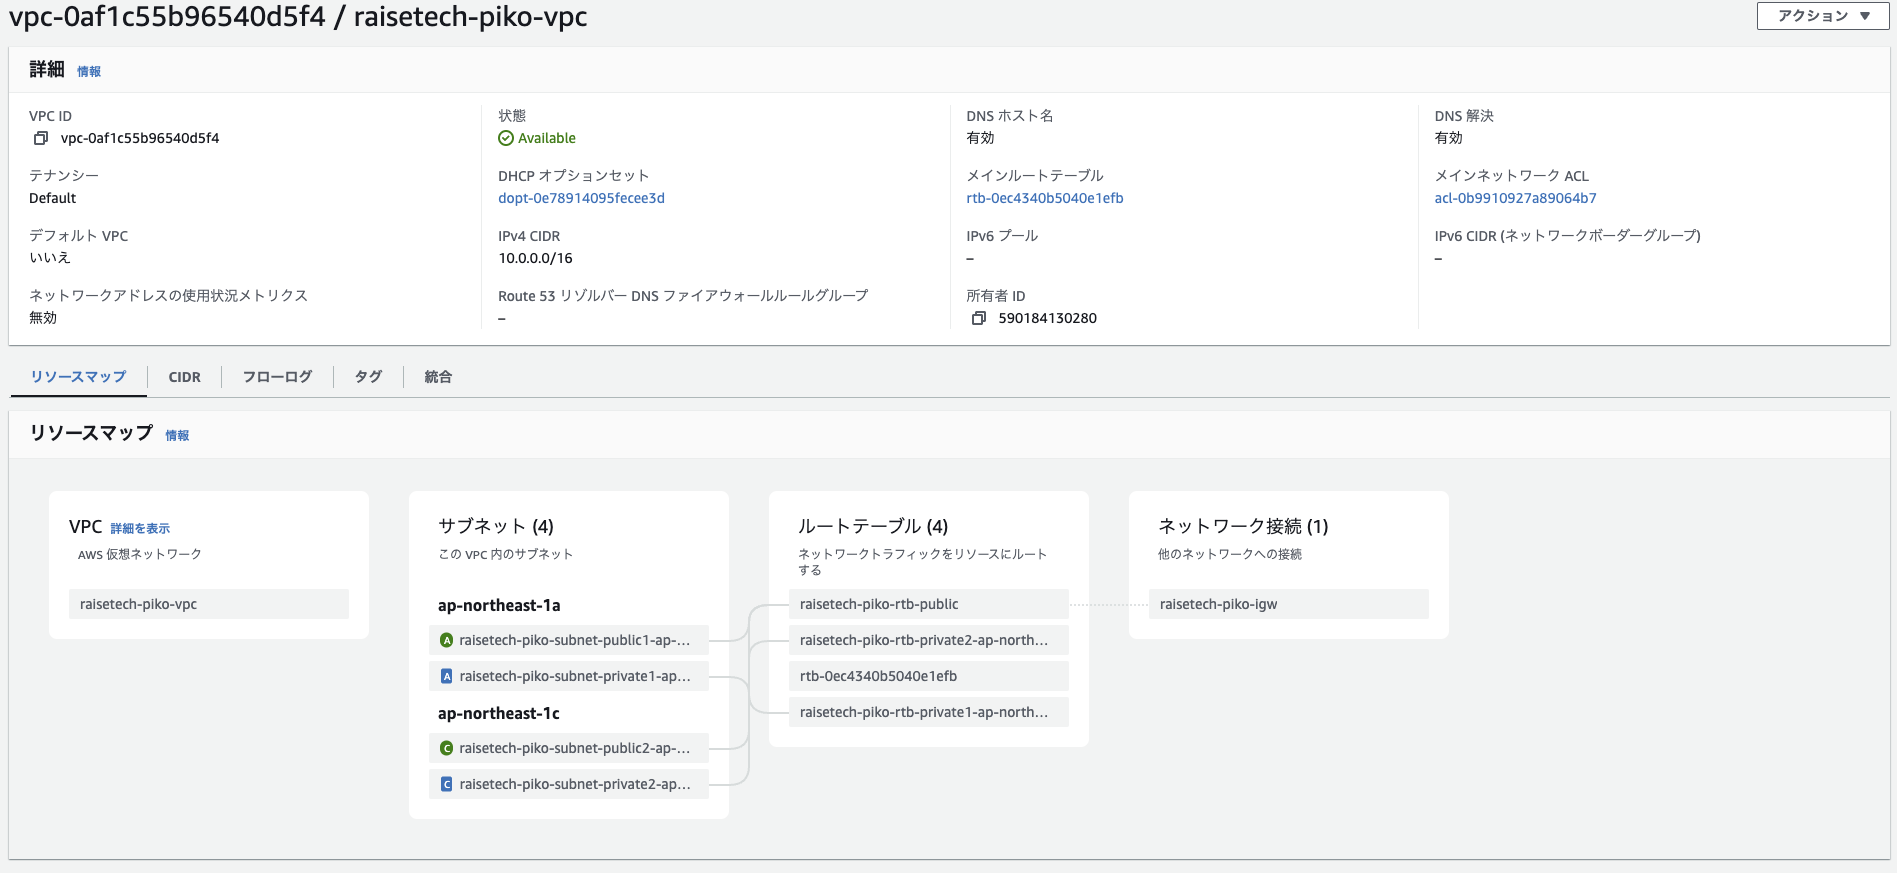 vpc-0af1c55b96540d5f4 / raisetech-piko-vpc
アクション ▼
詳細 情報
VPC ID
vpc-0af1c55b96540d5f4
状態
Available
DNS ホスト名
有効
DNS 解決
有効
テナンシー
Default
DHCP オプションセット
dopt-0e78914095fecee3d
メインルートテーブル
rtb-0ec4340b5040e1efb
メインネットワーク ACL
acl-0b9910927a89064b7
デフォルト VPC
いいえ
IPv4 CIDR
10.0.0.0/16
IPv6 プール
–
IPv6 CIDR (ネットワークボーダーグループ)
–
ネットワークアドレスの使用状況メトリクス
無効
Route 53 リゾルバー DNS ファイアウォールルールグループ
–
所有者 ID
590184130280
リソースマップ
CIDR
フローログ
タグ
統合
リソースマップ 情報
VPC 詳細を表示
AWS 仮想ネットワーク
raisetech-piko-vpc
サブネット (4)
この VPC 内のサブネット
ap-northeast-1a
A raisetech-piko-subnet-public1-ap-...
A raisetech-piko-subnet-private1-ap...
ap-northeast-1c
C raisetech-piko-subnet-public2-ap-...
C raisetech-piko-subnet-private2-ap...
ルートテーブル (4)
ネットワークトラフィックをリソースにルート
する
raisetech-piko-rtb-public
raisetech-piko-rtb-private2-ap-north...
rtb-0ec4340b5040e1efb
raisetech-piko-rtb-private1-ap-north...
ネットワーク接続 (1)
他のネットワークへの接続
raisetech-piko-igw